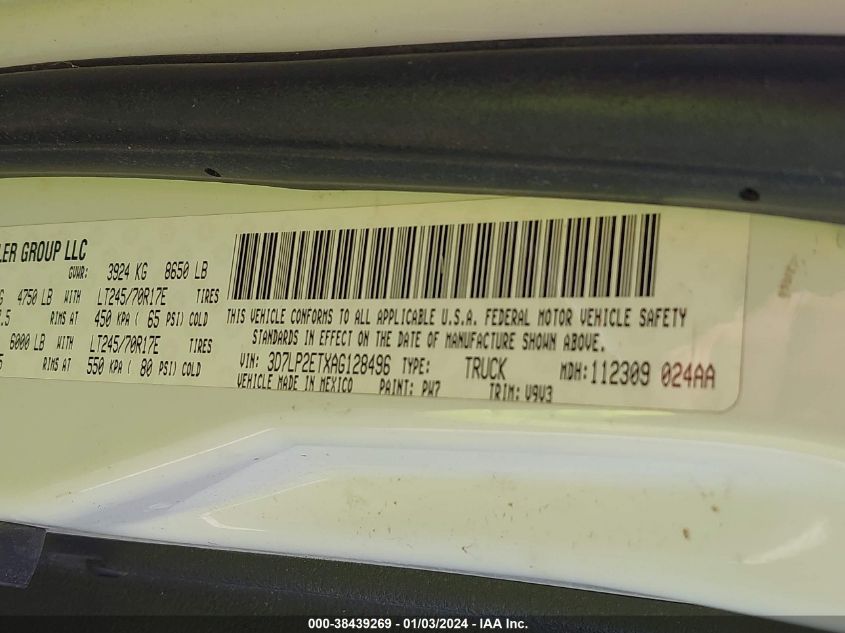 LER GROUP LLC
GVWR: 3924 KG 8650 LB
G 4750 LB WITH LT245/70R17E TIRES
.5 RIMS AT 450 KPA ( 65 PSI) COLD
6000 LB WITH LT245/70R17E TIRES
5 RIMS AT 550 KPA ( 80 PSI) COLD
THIS VEHICLE CONFORMS TO ALL APPLICABLE U.S.A. FEDERAL MOTOR VEHICLE SAFETY
STANDARDS IN EFFECT ON THE DATE OF MANUFACTURE SHOWN ABOVE.
VIN: 3D7LP2ETXAG128496 TYPE: TRUCK MDH: 112309 024AA
VEHICLE MADE IN MEXICO PAINT: PW7 TRIM: V9V3
000-38439269 - 01/03/2024 - IAA Inc.